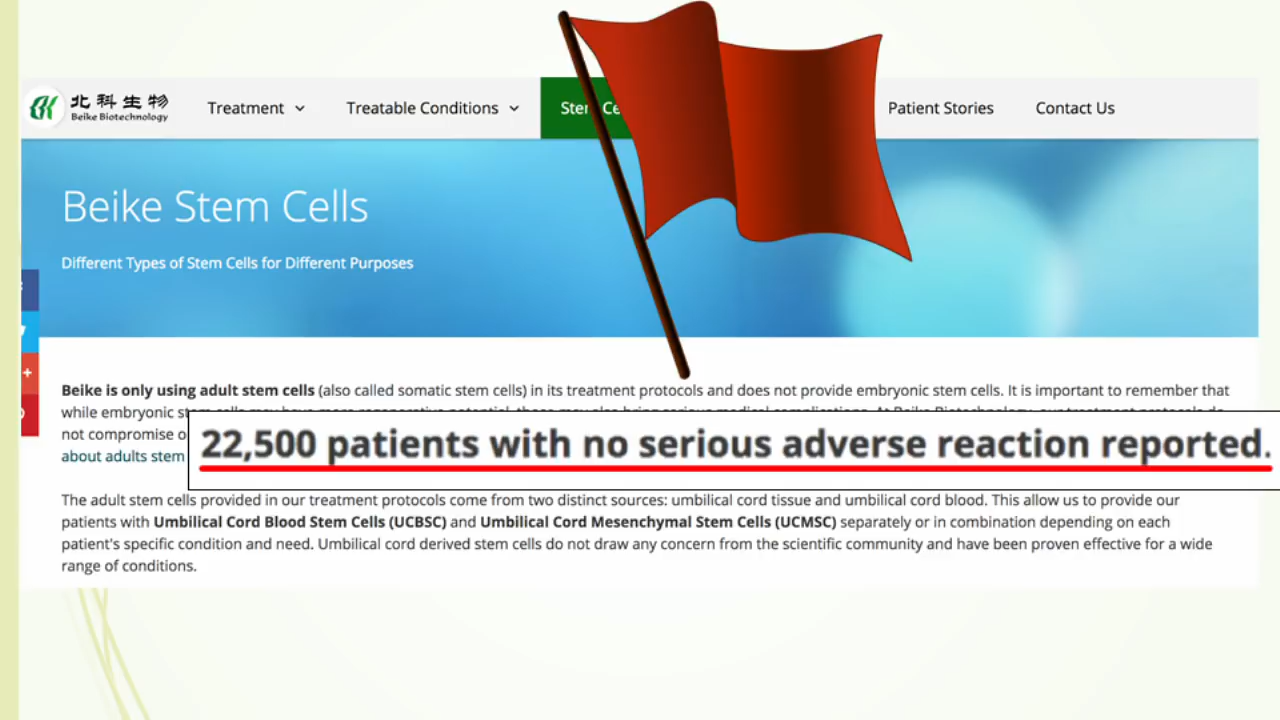 北科生物
Beike Biotechnology
Treatment
Treatable Conditions
Patient Stories
Contact Us
Beike Stem Cells
Different Types of Stem Cells for Different Purposes
Beike is only using adult stem cells (also called somatic stem cells) in its treatment protocols and does not provide embryonic stem cells. It is important to remember that
while embryonic
not compromise
about adults stem
22,500 patients with no serious adverse reaction reported.
The adult stem cells provided in our treatment protocols come from two distinct sources: umbilical cord tissue and umbilical cord blood. This allow us to provide our
patients with Umbilical Cord Blood Stem Cells (UCBSC) and Umbilical Cord Mesenchymal Stem Cells (UCMSC) separately or in combination depending on each
patient's specific condition and need. Umbilical cord derived stem cells do not draw any concern from the scientific community and have been proven effective for a wide
range of conditions.